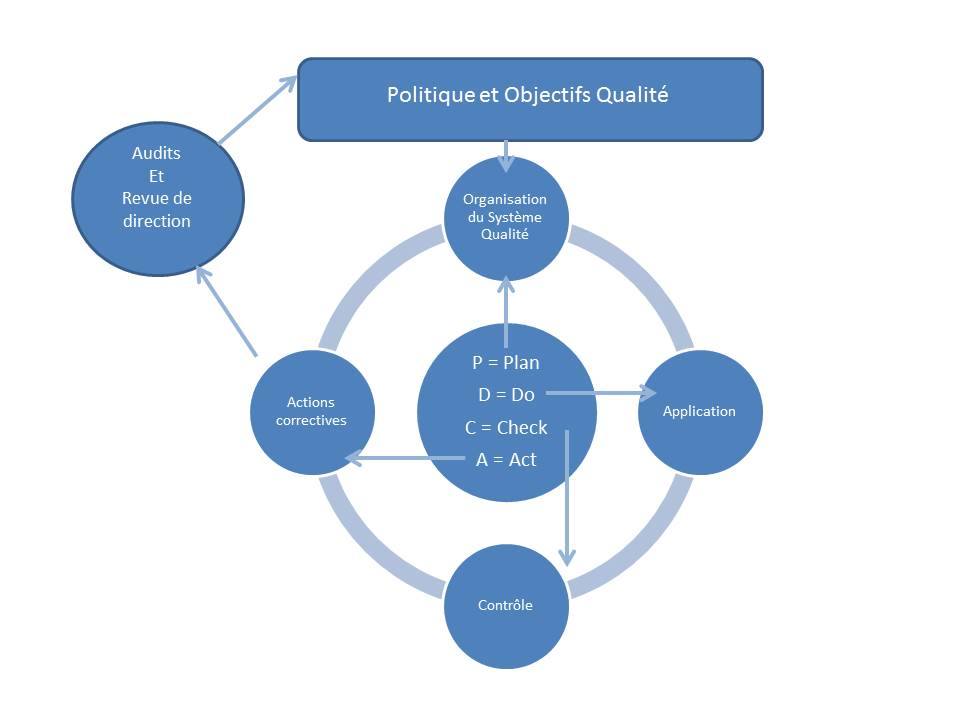 Politique et Objectifs Qualité
Audits
Et
Revue de
direction
Organisation
du Système
Qualité
P = Plan
D = Do
C = Check
A = Act
Actions
correctives
Application
Contrôle